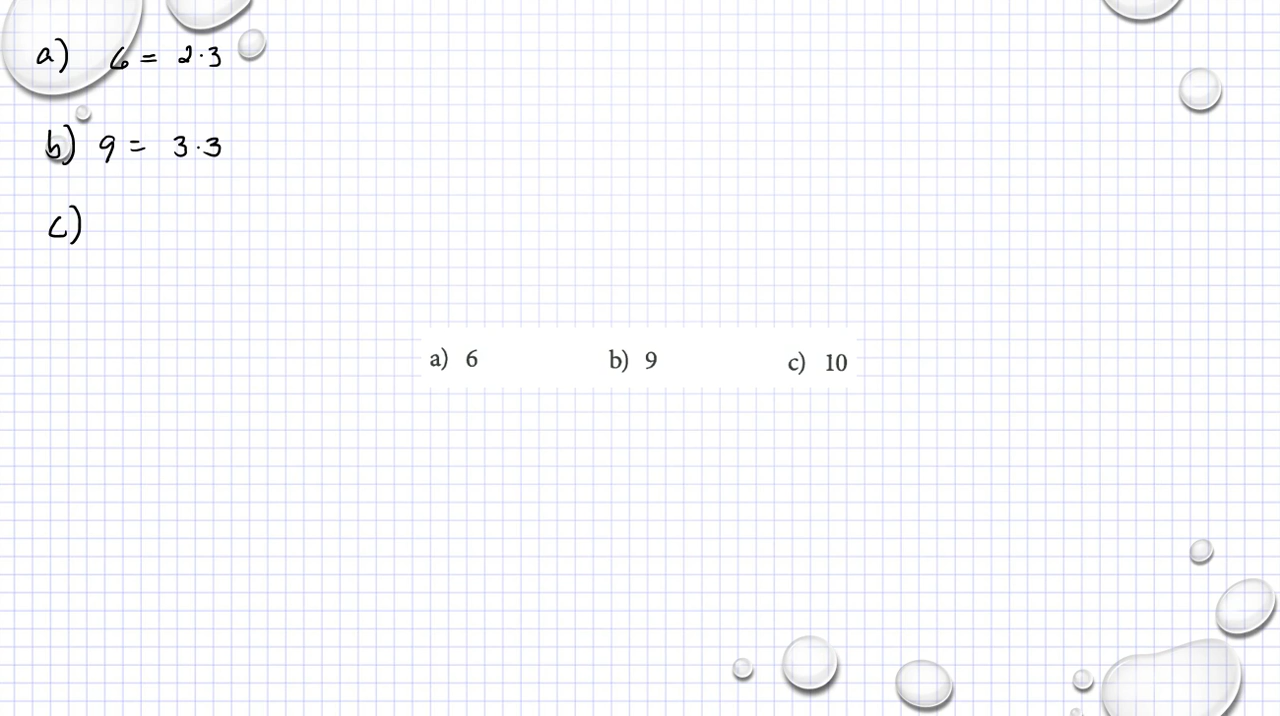 a) 6 = 2·3
b) 9 = 3·3
c)
a) 6 b) 9 c) 10